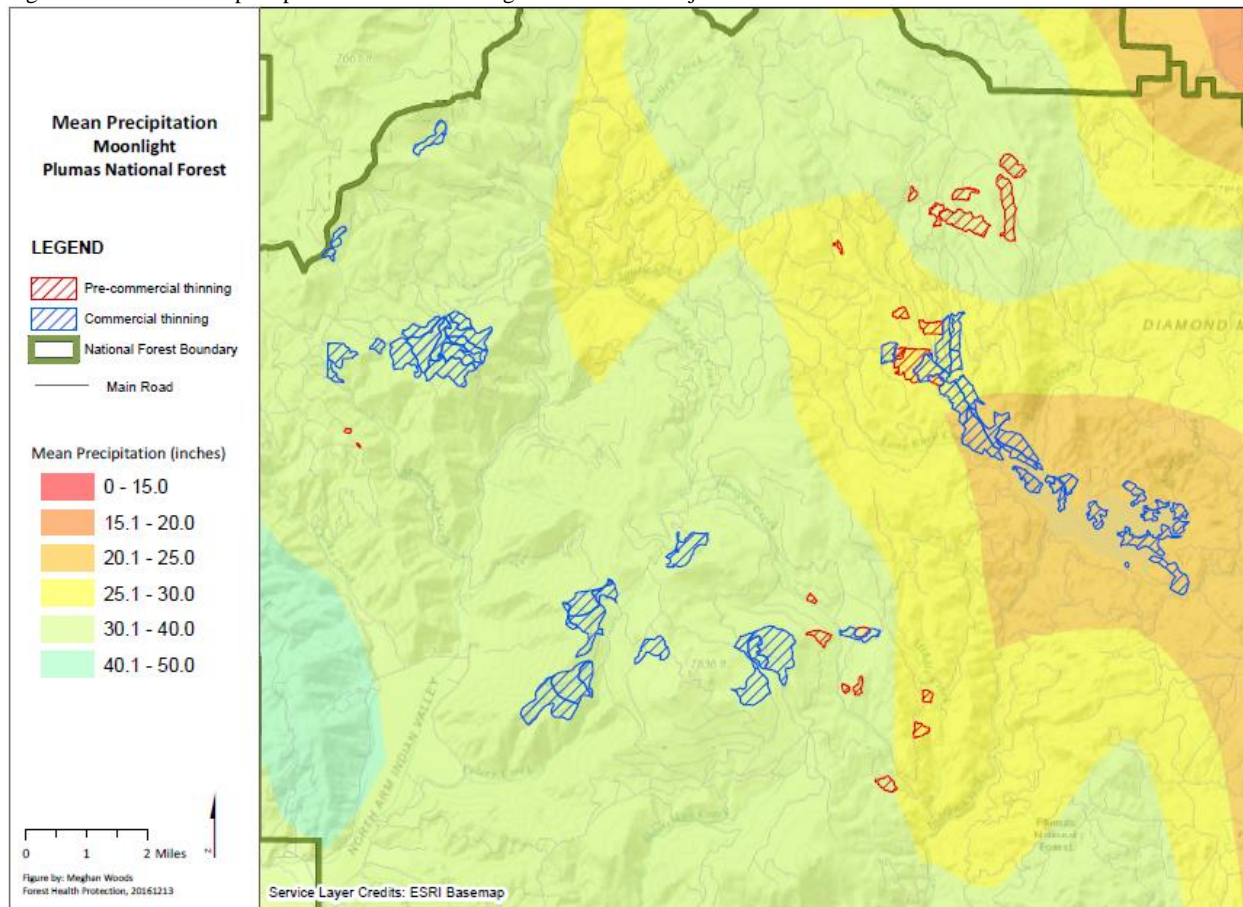 Mean Precipitation
Moonlight
Plumas National Forest
LEGEND
Pre-commercial thinning
Commercial thinning
National Forest Boundary
Main Road
Mean Precipitation (inches)
0 - 15.0
15.1 - 20.0
20.1 - 25.0
25.1 - 30.0
30.1 - 40.0
40.1 - 50.0
0 1 2 Miles
Z
Figure by: Meghan Woods
Forest Health Protection, 20161213
DIAMOND M
7836 ft
NORTH ARM INDIAN VALLEY
Plumas
National
Forest
Service Layer Credits: ESRI Basemap